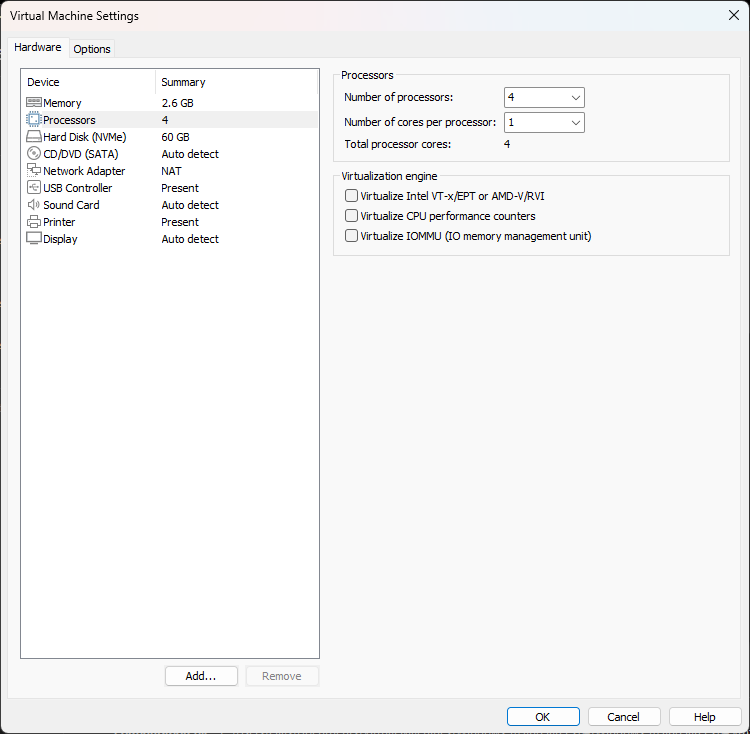 Virtual Machine Settings
Hardware
Options
Device Summary
Memory 2.6 GB
Processors 4
Hard Disk (NVMe) 60 GB
CD/DVD (SATA) Auto detect
Network Adapter NAT
USB Controller Present
Sound Card Auto detect
Printer Present
Display Auto detect
Add...
Remove
Processors
Number of processors: 4
Number of cores per processor: 1
Total processor cores: 4
Virtualization engine
Virtualize Intel VT-x/EPT or AMD-V/RVI
Virtualize CPU performance counters
Virtualize IOMMU (IO memory management unit)
OK
Cancel
Help